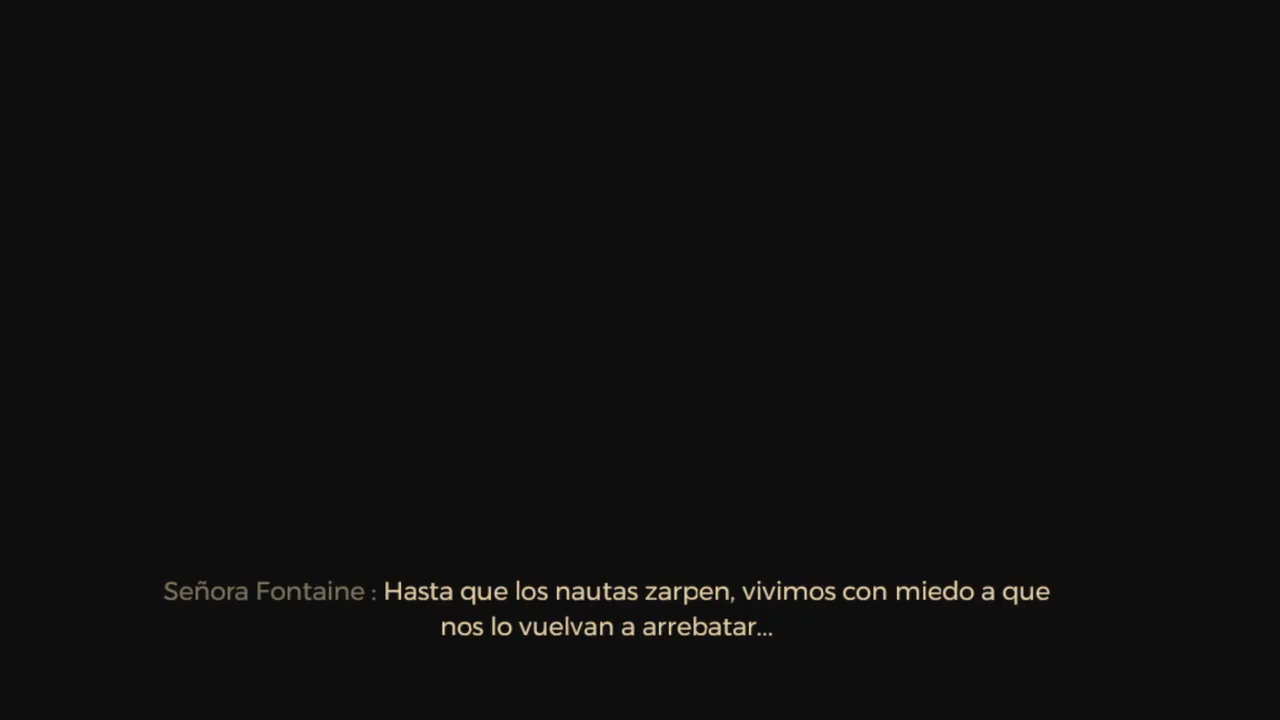 Señora Fontaine : Hasta que los nautas zarpen, vivimos con miedo a que
nos lo vuelvan a arrebatar...